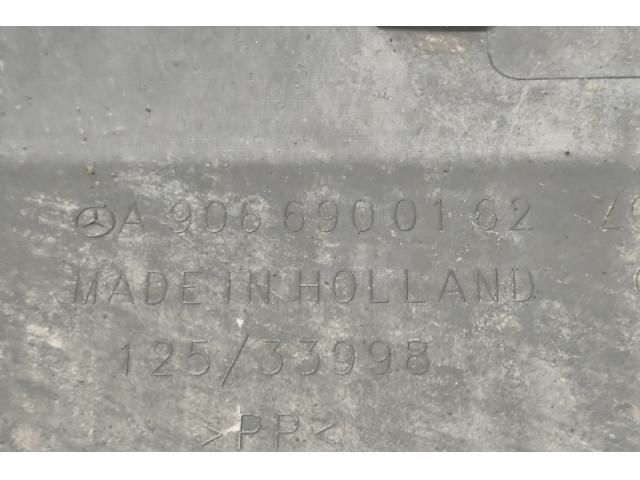 A 906 690 01 62
MADE IN HOLLAND
125/33998
>PP<